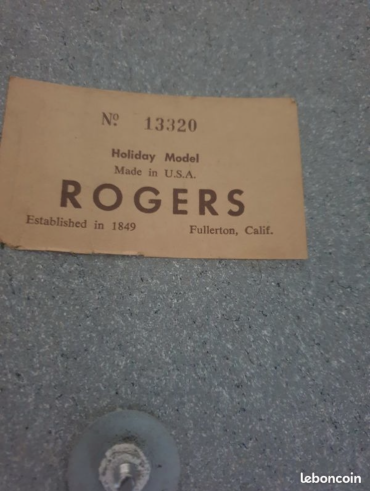 Nº 13320
Holiday Model
Made in U.S.A.
ROGERS
Established in 1849 Fullerton, Calif.
leboncoin